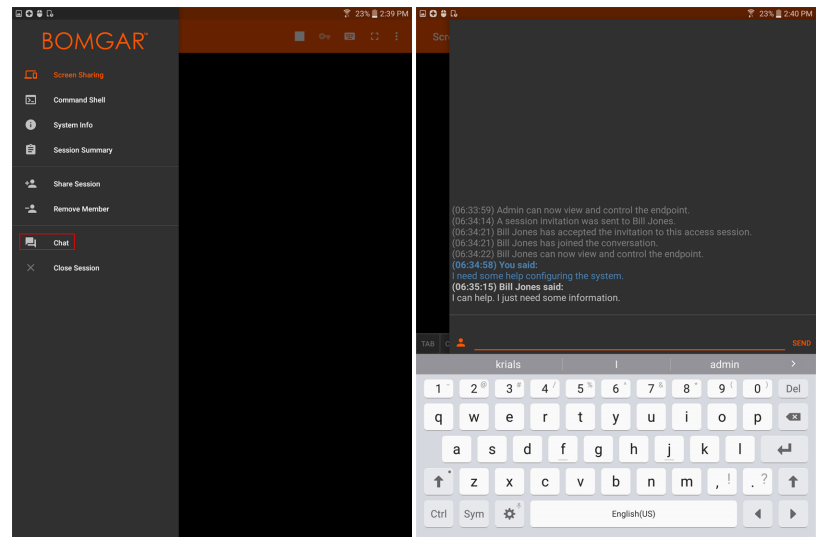 23% 2:39 PM
BOMGAR™
Screen Sharing
Command Shell
System Info
Session Summary
Share Session
Remove Member
Chat
Close Session
23% 2:40 PM
Scr
(06:33:59) Admin can now view and control the endpoint.
(06:34:14) A session invitation was sent to Bill Jones.
(06:34:21) Bill Jones has accepted the invitation to this access session.
(06:34:21) Bill Jones has joined the conversation.
(06:34:22) Bill Jones can now view and control the endpoint.
(06:34:58) You said:
I need some help configuring the system.
(06:35:15) Bill Jones said:
I can help. I just need some information.
TAB C SEND
krials I admin >
1 - 2 @ 3 # 4 / 5 % 6 ^ 7 & 8 * 9 ( 0 ) Del
q w e r t y u i o p
a s d f g h j k l
z x c v b n m , ! . ?
Ctrl Sym English(US)